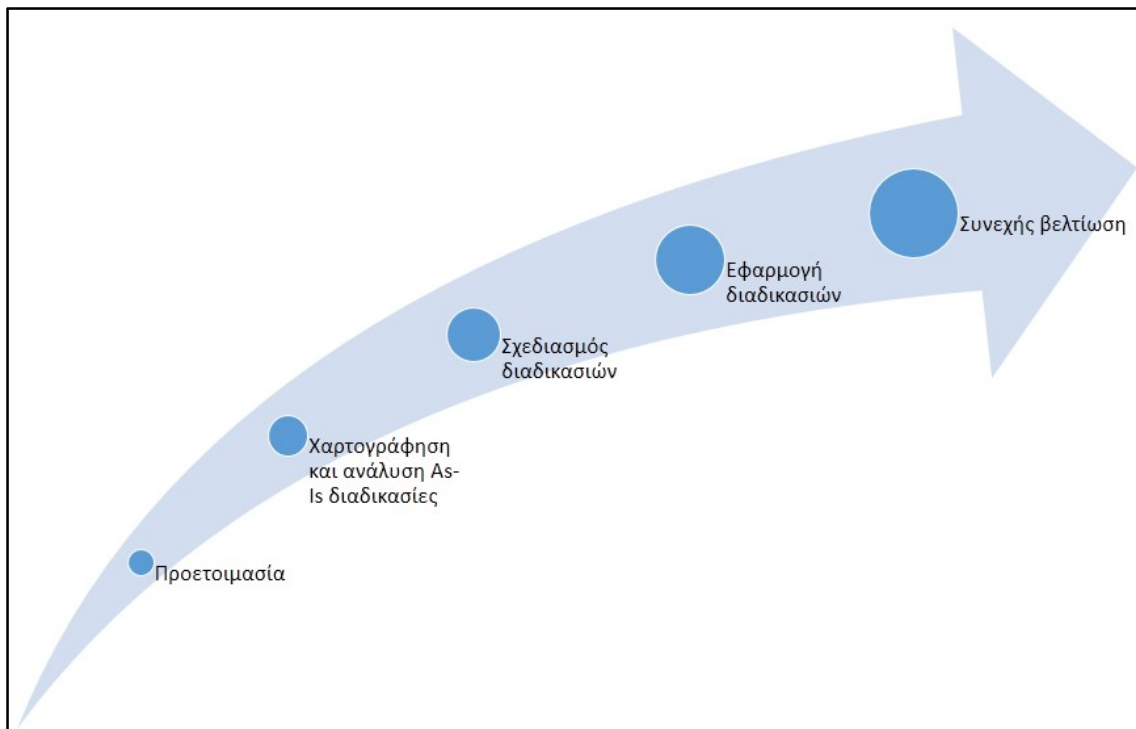 Συνεχής βελτίωση
Εφαρμογή
διαδικασιών
Σχεδιασμός
διαδικασιών
Χαρτογράφηση
και ανάλυση As-
Is διαδικασίες
Προετοιμασία